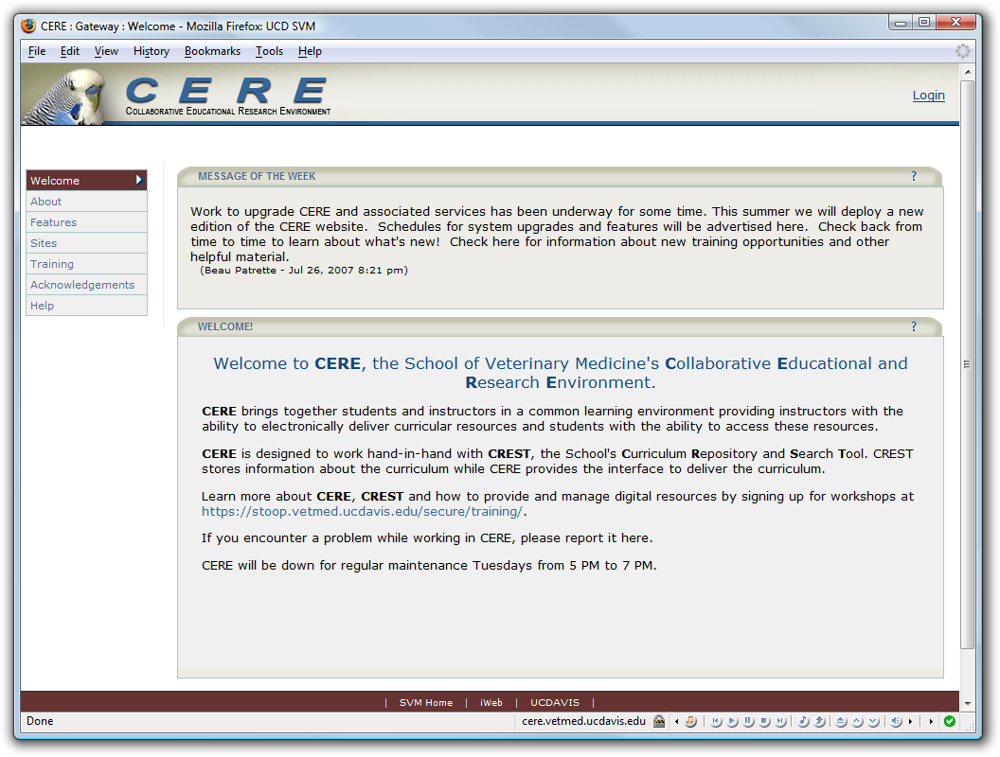 CERE : Gateway : Welcome - Mozilla Firefox: UCD SVM
File Edit View History Bookmarks Tools Help
CERE
COLLABORATIVE EDUCATIONAL RESEARCH ENVIRONMENT
Login
Welcome
About
Features
Sites
Training
Acknowledgements
Help
MESSAGE OF THE WEEK ?
Work to upgrade CERE and associated services has been underway for some time. This summer we will deploy a new
edition of the CERE website.  Schedules for system upgrades and features will be advertised here.  Check back from
time to time to learn about what's new!  Check here for information about new training opportunities and other
helpful material.
(Beau Patrette - Jul 26, 2007 8:21 pm)
WELCOME! ?
Welcome to CERE, the School of Veterinary Medicine's Collaborative Educational and
Research Environment.
CERE brings together students and instructors in a common learning environment providing instructors with the
ability to electronically deliver curricular resources and students with the ability to access these resources.
CERE is designed to work hand-in-hand with CREST, the School's Curriculum Repository and Search Tool. CREST
stores information about the curriculum while CERE provides the interface to deliver the curriculum.
Learn more about CERE, CREST and how to provide and manage digital resources by signing up for workshops at
https://stoop.vetmed.ucdavis.edu/secure/training/.
If you encounter a problem while working in CERE, please report it here.
CERE will be down for regular maintenance Tuesdays from 5 PM to 7 PM.
| SVM Home | iWeb | UCDAVIS |
Done cere.vetmed.ucdavis.edu